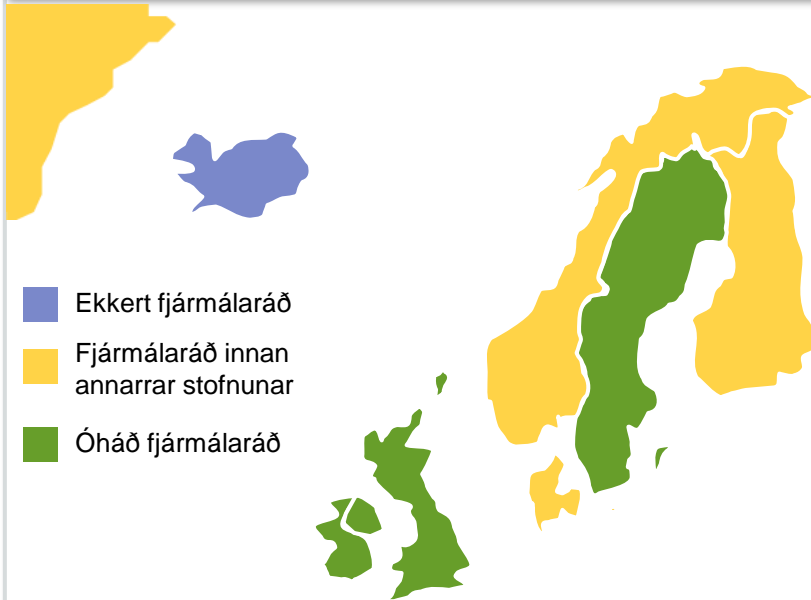 Ekkert fjármálaráð
Fjármálaráð innan
annarrar stofnunar
Óháð fjármálaráð